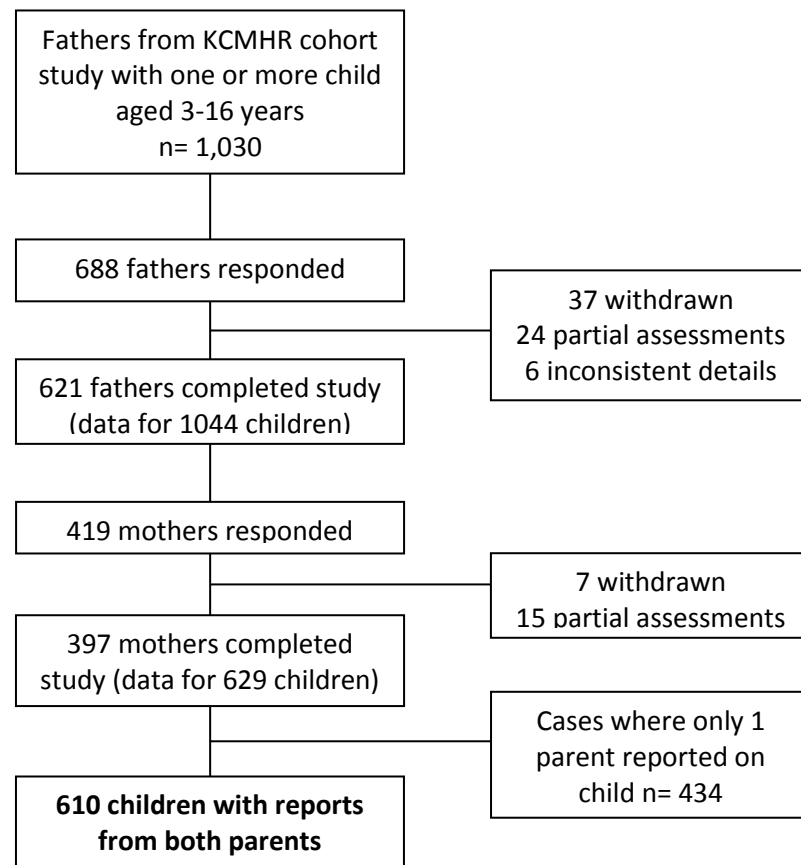 Fathers from KCMHR cohort
study with one or more child
aged 3-16 years
n= 1,030
688 fathers responded
37 withdrawn
24 partial assessments
6 inconsistent details
621 fathers completed study
(data for 1044 children)
419 mothers responded
7 withdrawn
15 partial assessments
397 mothers completed
study (data for 629 children)
Cases where only 1
parent reported on
child n= 434
610 children with reports
from both parents